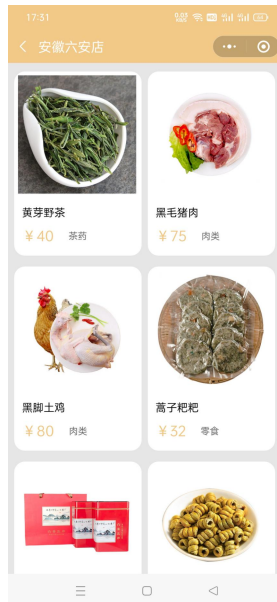 17:31
安徽六安店
黄芽野茶
¥40 茶药
黑毛猪肉
¥75 肉类
黑脚土鸡
¥80 肉类
蒿子粑粑
¥32 零食